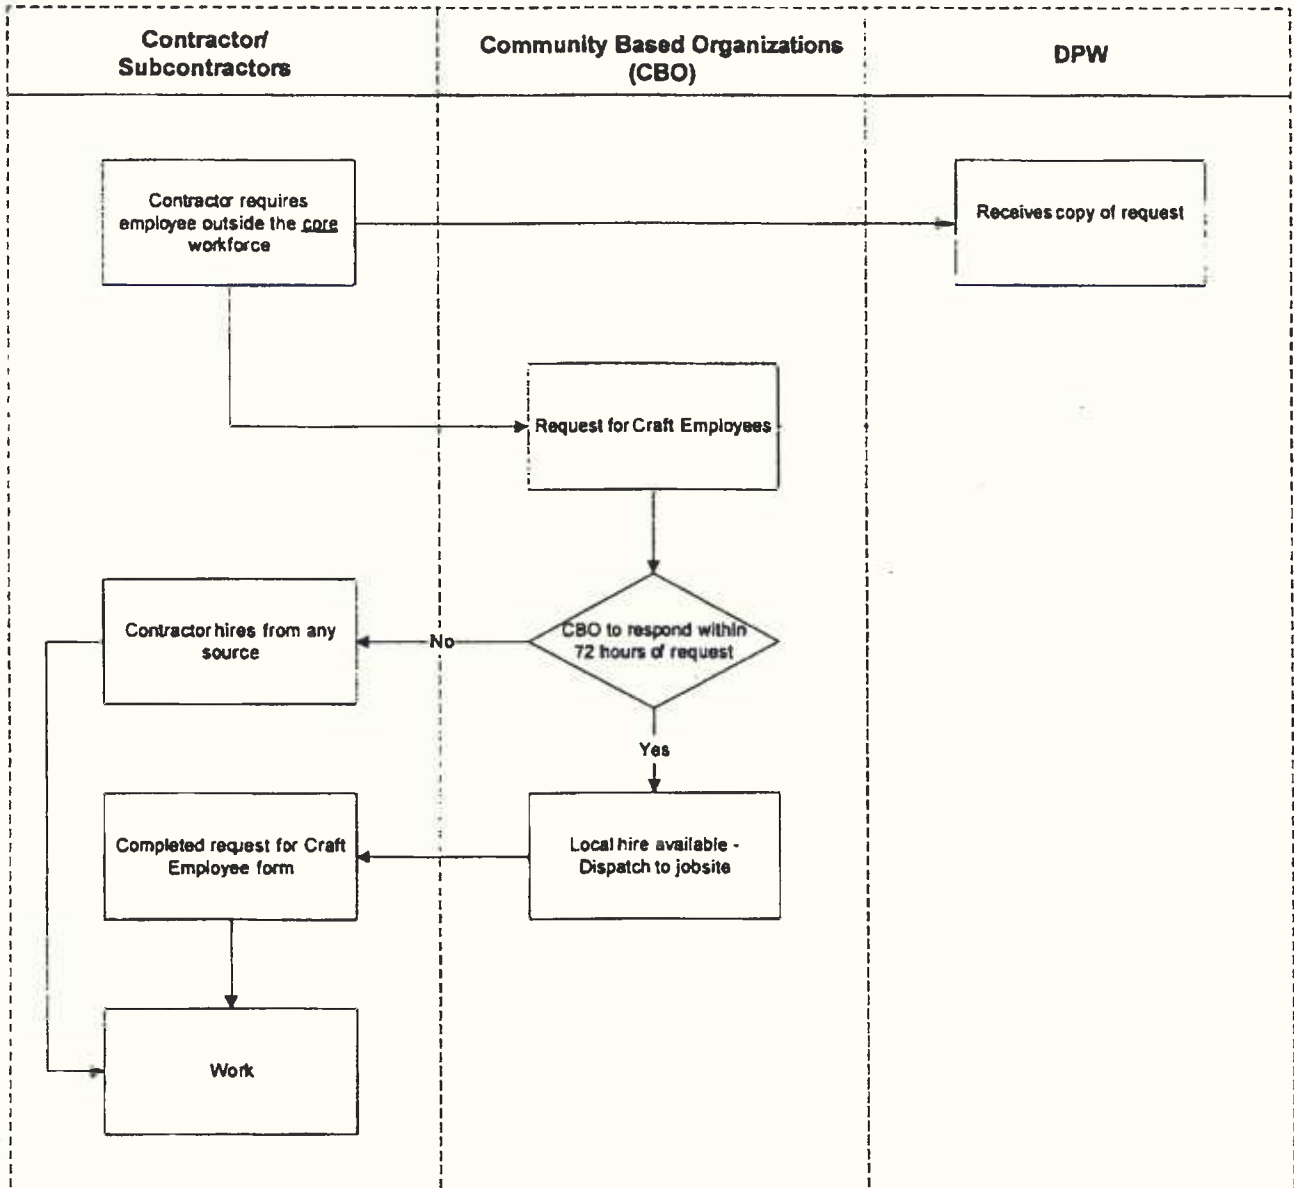 Contractor/
Subcontractors
Community Based Organizations
(CBO)
DPW
Contractor requires
employee outside the core
workforce
Receives copy of request
Request for Craft Employees
CBO to respond within
72 hours of request
No
Contractor hires from any
source
Yes
Local hire available -
Dispatch to jobsite
Completed request for Craft
Employee form
Work